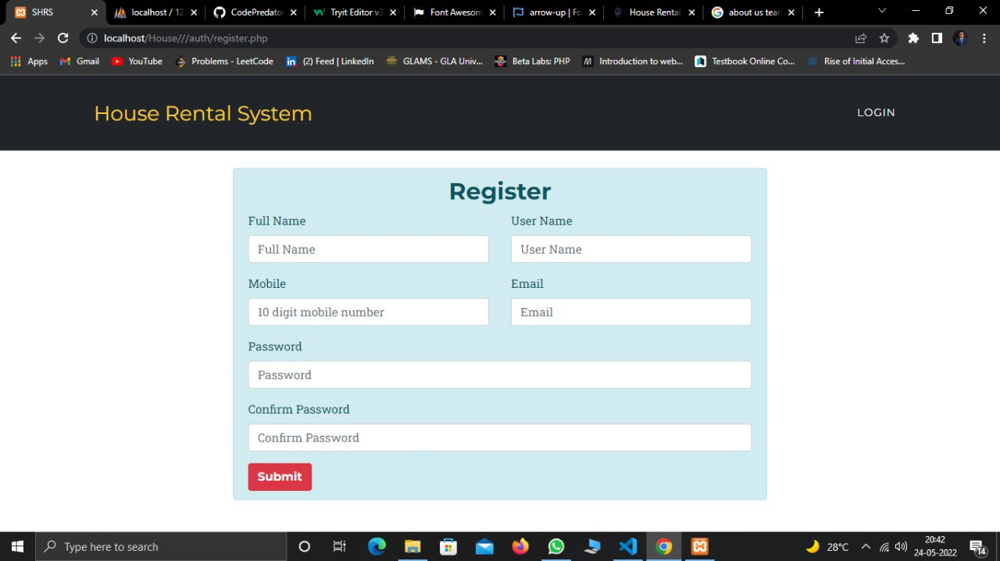 SHRS
localhost / 12
CodePredato
Tryit Editor v3
Font Awesom
arrow-up | Fo
House Rental
about us tear
localhost/House///auth/register.php
Apps
Gmail
YouTube
Problems - LeetCode
(2) Feed | LinkedIn
GLAMS - GLA Univ...
Beta Labs: PHP
Introduction to web...
Testbook Online Co...
Rise of Initial Acces...
House Rental System
LOGIN
Register
Full Name
User Name
Full Name
User Name
Mobile
Email
10 digit mobile number
Email
Password
Password
Confirm Password
Confirm Password
Submit
Type here to search
28°C
20:42
24-05-2022
14